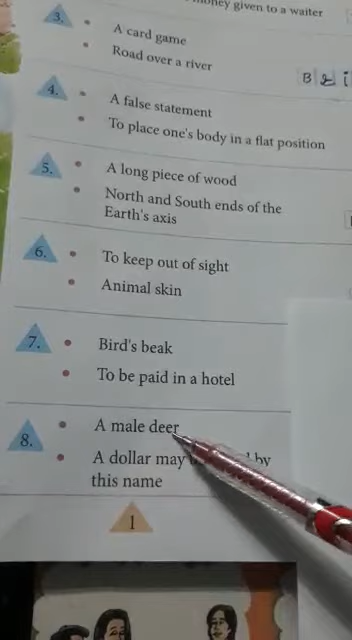 money given to a waiter
3. • A card game
• Road over a river
B
4. • A false statement
• To place one's body in a flat position
5. • A long piece of wood
• North and South ends of the
Earth's axis
6. • To keep out of sight
• Animal skin
7. • Bird's beak
• To be paid in a hotel
8. • A male deer
• A dollar may by
this name
1